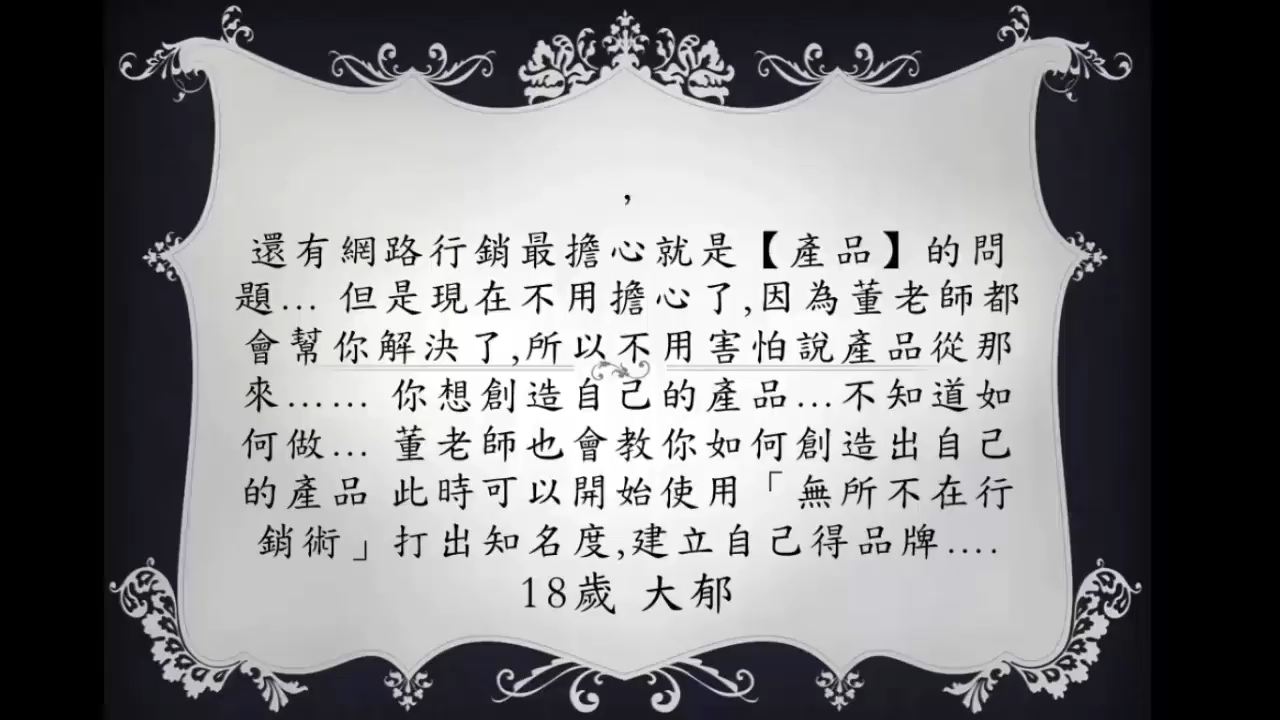 ,
還有網路行銷最擔心就是【產品】的問
題... 但是現在不用擔心了,因為董老師都
會幫你解決了,所以不用害怕說產品從那
來...... 你想創造自己的產品...不知道如
何做... 董老師也會教你如何創造出自己
的產品 此時可以開始使用「無所不在行
銷術」打出知名度,建立自己得品牌....
18歲 大郁